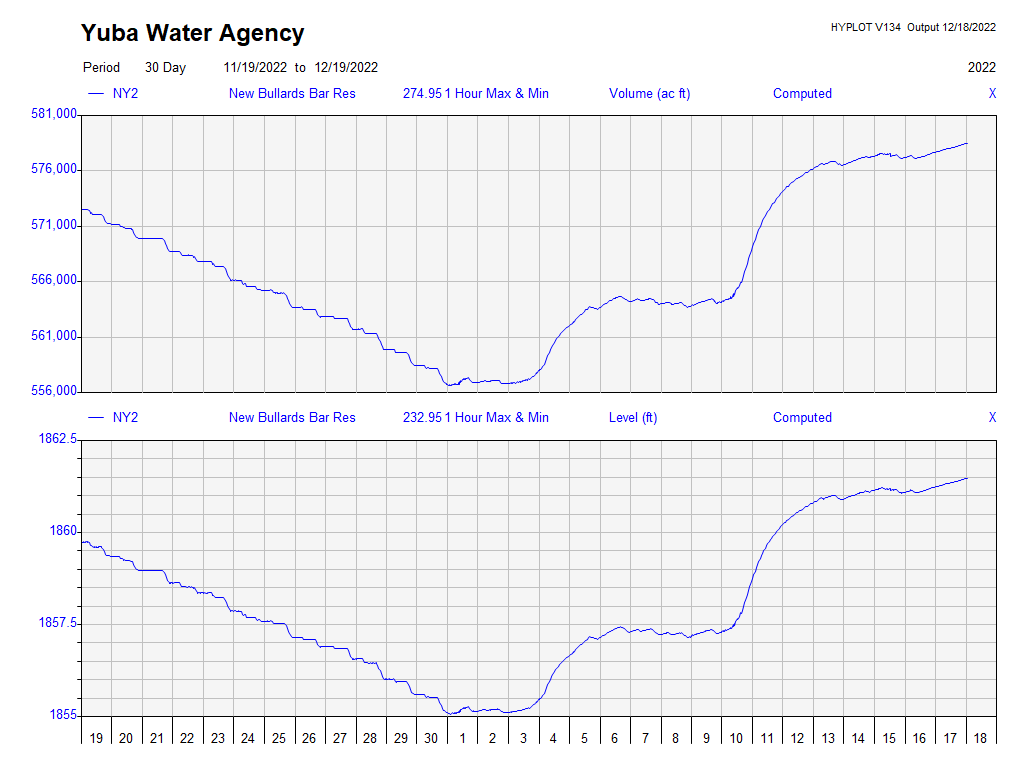 Yuba Water Agency
HYPLOT V134 Output 12/18/2022
Period 30 Day 11/19/2022 to 12/19/2022 2022
NY2 New Bullards Bar Res 274.95 1 Hour Max & Min Volume (ac ft) Computed X
581,000
576,000
571,000
566,000
561,000
556,000
NY2 New Bullards Bar Res 232.95 1 Hour Max & Min Level (ft) Computed X
1862.5
1860
1857.5
1855
19 20 21 22 23 24 25 26 27 28 29 30 1 2 3 4 5 6 7 8 9 10 11 12 13 14 15 16 17 18